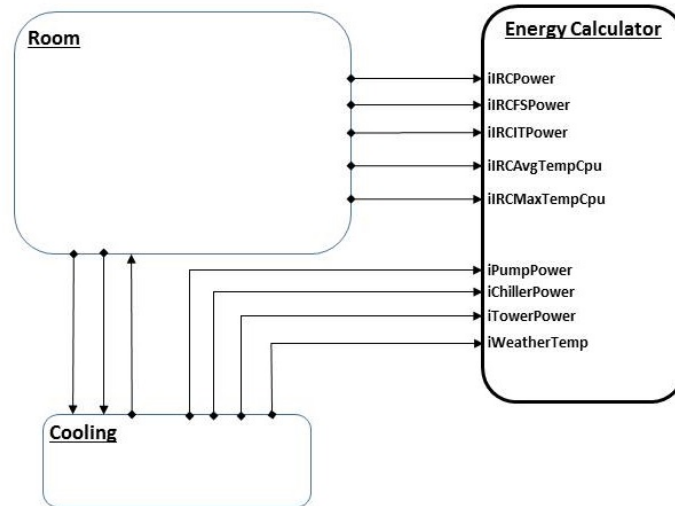 Room
Energy Calculator
iIRCPower
iIRCFSPower
iIRCITPower
iIRCAvgTempCpu
iIRCMaxTempCpu
iPumpPower
iChillerPower
iTowerPower
iWeatherTemp
Cooling